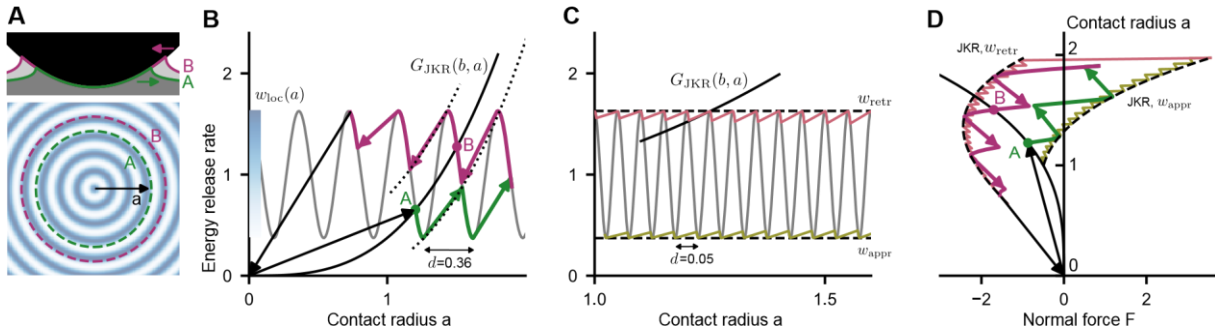 A
B
A
B
A
a
B
Energy release rate
2
1
0
w_loc(a)
G_JKR(b, a)
B
A
d=0.36
0
1
Contact radius a
C
2
1
0
G_JKR(b, a)
w_retr
w_appr
d=0.05
1.0
1.5
Contact radius a
D
Contact radius a
JKR, w_retr
2
B
JKR, w_appr
A
1
0
−2
0
2
Normal force F